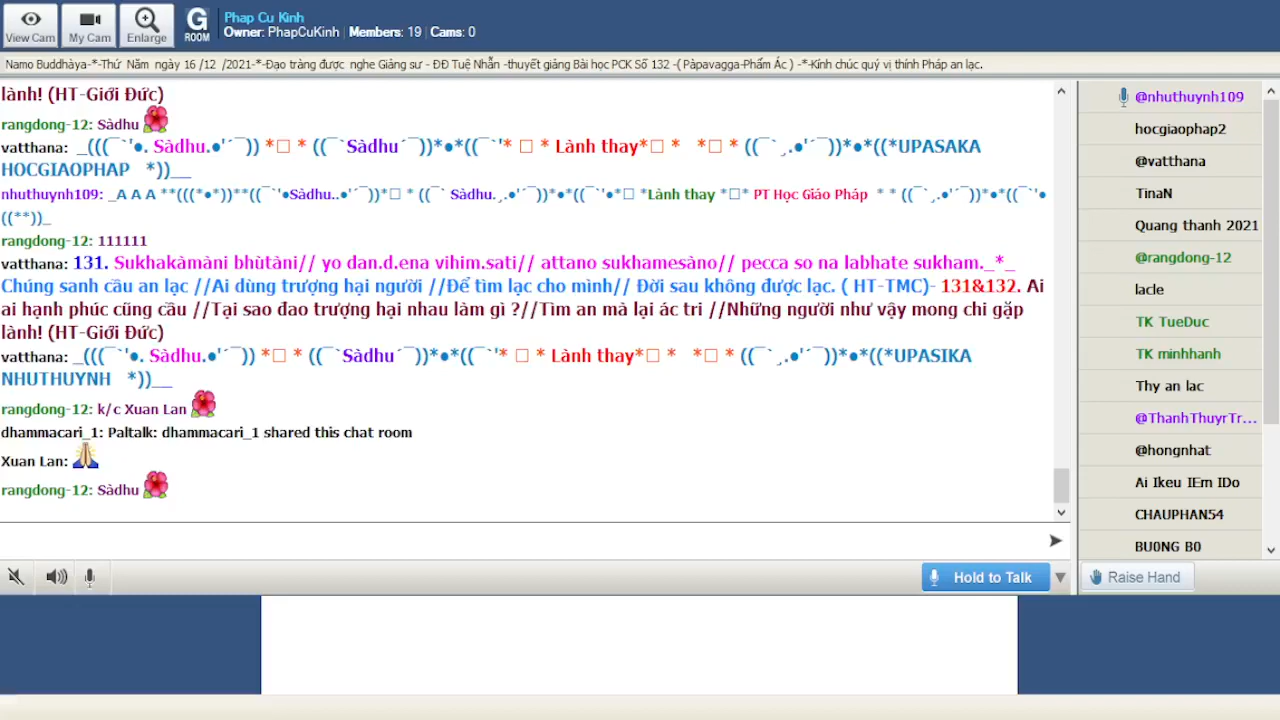 View Cam
My Cam
Enlarge
G
ROOM
Phap Cu Kinh
Owner: PhapCuKinh | Members: 19 | Cams: 0
Namo Buddhàya-*-Thứ Năm ngày 16 /12 /2021-*-Đạo tràng được nghe Giảng sư - ĐĐ Tuệ Nhẫn -thuyết giảng Bài học PCK Số 132 -( Pàpavagga-Phẩm Ác ) -*-Kính chúc quý vị thính Pháp an lạc.
lành! (HT-Giới Đức)
rangdong-12: Sàdhu
vatthana: _(((¯`'●. Sàdhu.●'´¯)) *□ * ((¯`Sàdhu´¯))*●*((¯`'* □ * Lành thay*□ * *□ * ((¯`¸.●'´¯))*●*((*UPASAKA
HOCGIAOPHAP *))__
nhuthuynh109: _A A A **(((*●*))**((¯`'●Sàdhu..●'´¯))*□ * ((¯` Sàdhu.¸.●'´¯))*●*((¯`'●*□ *Lành thay *□* PT Học Giáo Pháp * * ((¯`¸.●'´¯))*●*((¯`'●
((**))_
rangdong-12: 111111
vatthana: 131. Sukhakàmàni bhùtàni// yo dan.d.ena vihim.sati// attano sukhamesàno// pecca so na labhate sukham._*_
Chúng sanh cầu an lạc //Ai dùng trượng hại người //Để tìm lạc cho mình// Đời sau không được lạc. ( HT-TMC)- 131&132. Ai
ai hạnh phúc cũng cầu //Tại sao đao trượng hại nhau làm gì ?//Tìm an mà lại ác tri //Những người như vậy mong chi gặp
lành! (HT-Giới Đức)
vatthana: _(((¯`'●. Sàdhu.●'´¯)) *□ * ((¯`Sàdhu´¯))*●*((¯`'* □ * Lành thay*□ * *□ * ((¯`¸.●'´¯))*●*((*UPASIKA
NHUTHUYNH *))__
rangdong-12: k/c Xuan Lan
dhammacari_1: Paltalk: dhammacari_1 shared this chat room
Xuan Lan:
rangdong-12: Sàdhu
@nhuthuynh109
hocgiaophap2
@vatthana
TinaN
Quang thanh 2021
@rangdong-12
lacle
TK TueDuc
TK minhhanh
Thy an lac
@ThanhThuyrTr...
@hongnhat
Ai Ikeu IEm IDo
CHAUPHAN54
BU0NG B0
Hold to Talk
Raise Hand